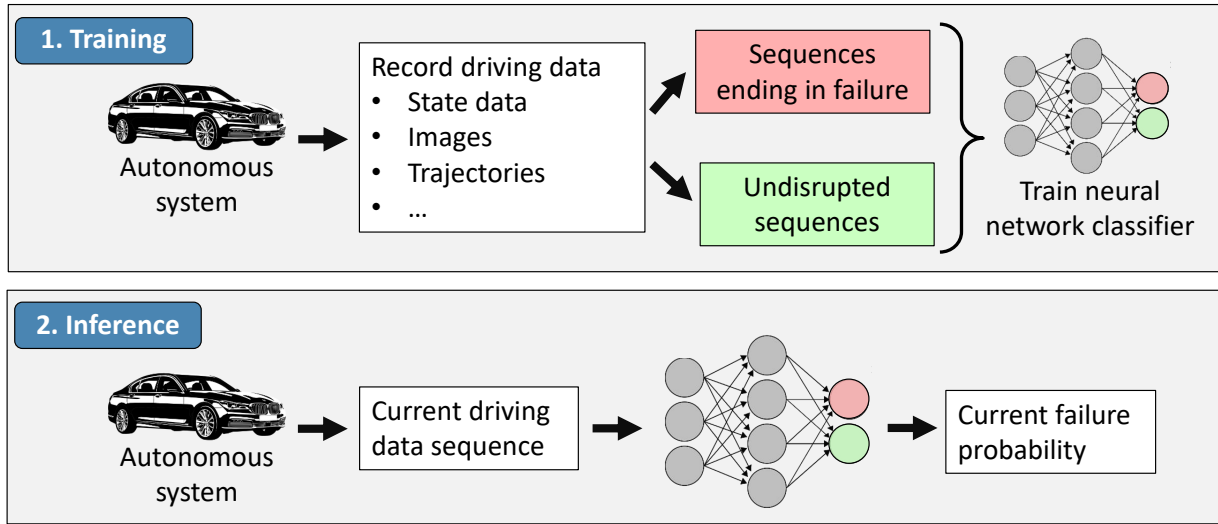 1. Training
Autonomous
system
Record driving data
• State data
• Images
• Trajectories
• ...
Sequences
ending in failure
Undisrupted
sequences
Train neural
network classifier
2. Inference
Autonomous
system
Current driving
data sequence
Current failure
probability